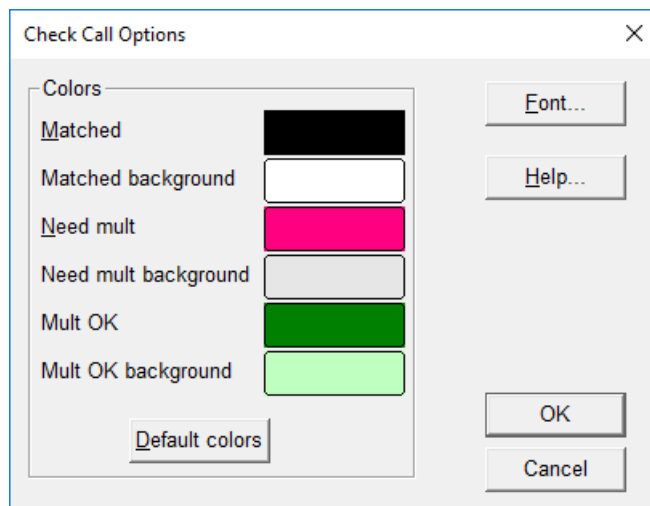 Check Call Options
Colors
Matched
Matched background
Need mult
Need mult background
Mult OK
Mult OK background
Default colors
Font...
Help...
OK
Cancel